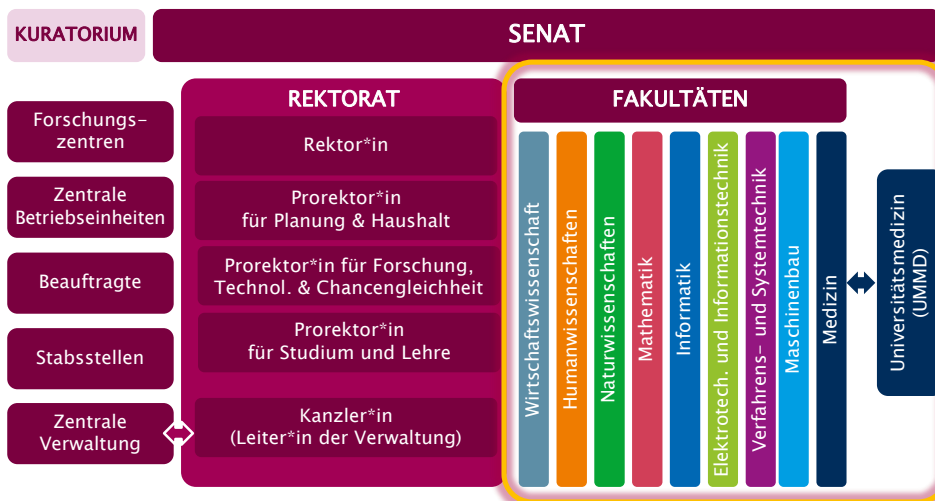 KURATORIUM
SENAT
Forschungs-
zentren
Zentrale
Betriebseinheiten
Beauftragte
Stabsstellen
Zentrale
Verwaltung
REKTORAT
Rektor*in
Prorektor*in
für Planung & Haushalt
Prorektor*in für Forschung,
Technol. & Chancengleichheit
Prorektor*in
für Studium und Lehre
Kanzler*in
(Leiter*in der Verwaltung)
FAKULTÄTEN
Wirtschaftswissenschaft
Humanwissenschaften
Naturwissenschaften
Mathematik
Informatik
Elektrotech. und Informationstechnik
Verfahrens- und Systemtechnik
Maschinenbau
Medizin
Universitätsmedizin
(UMMD)